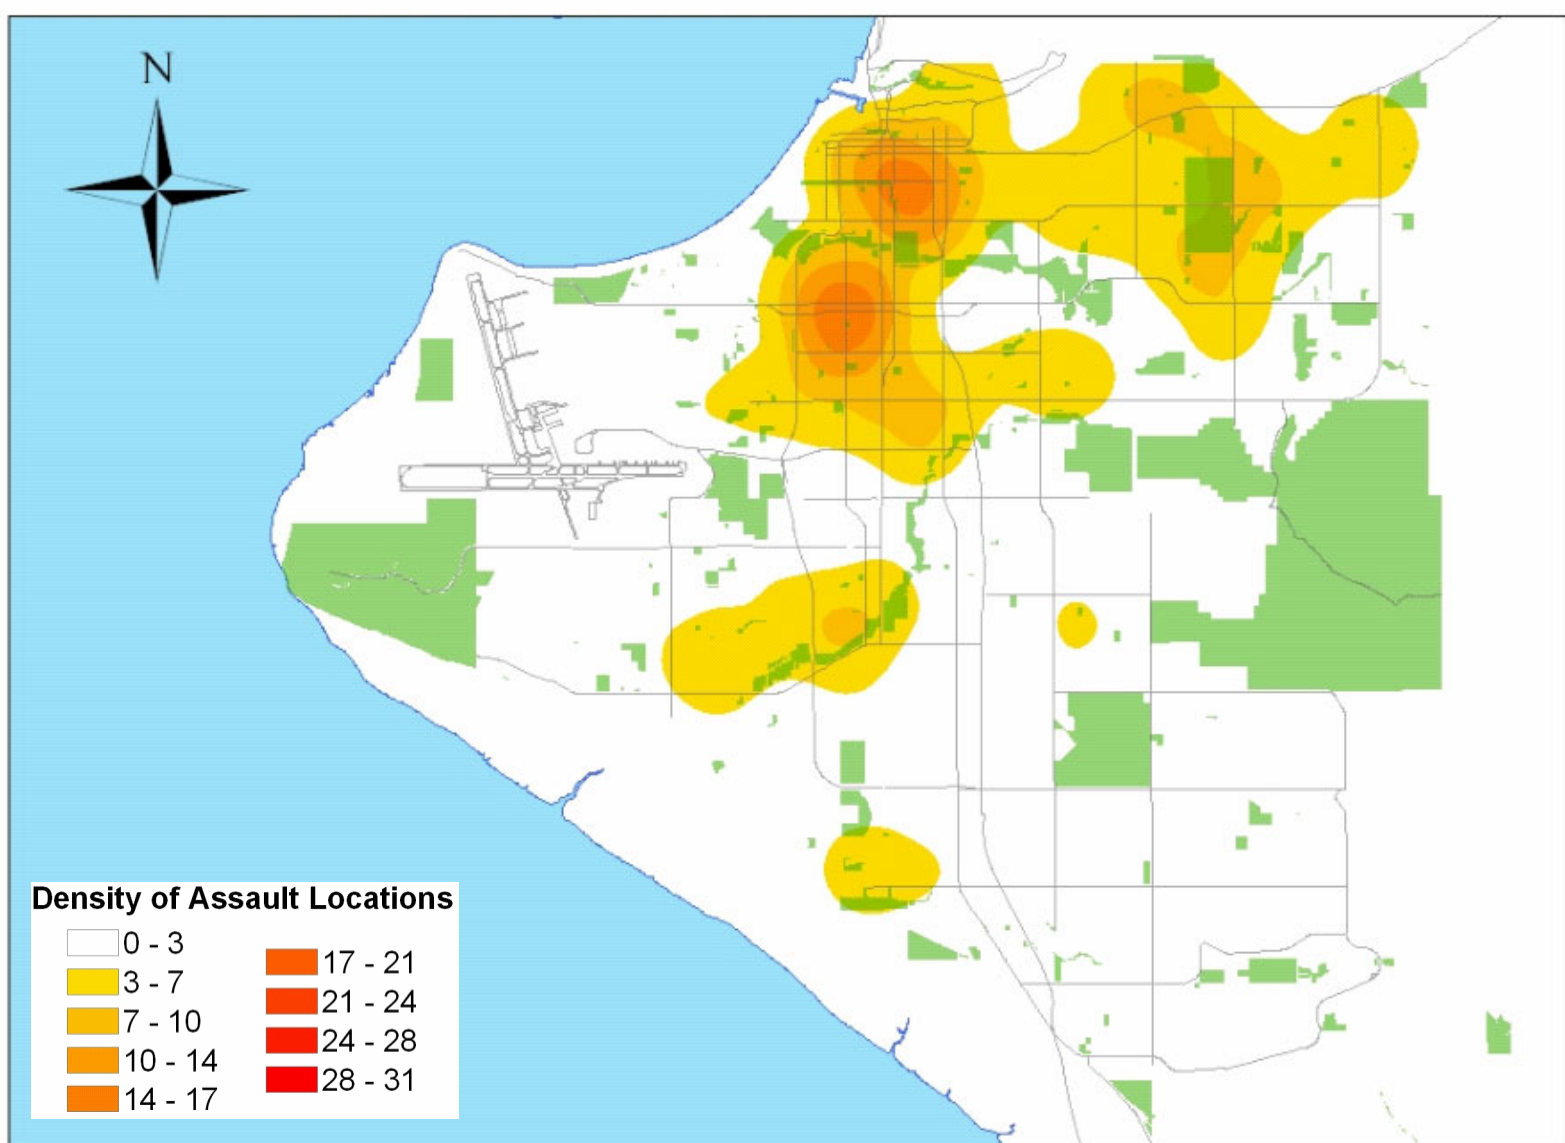 N
Density of Assault Locations
0 - 3
3 - 7
7 - 10
10 - 14
14 - 17
17 - 21
21 - 24
24 - 28
28 - 31